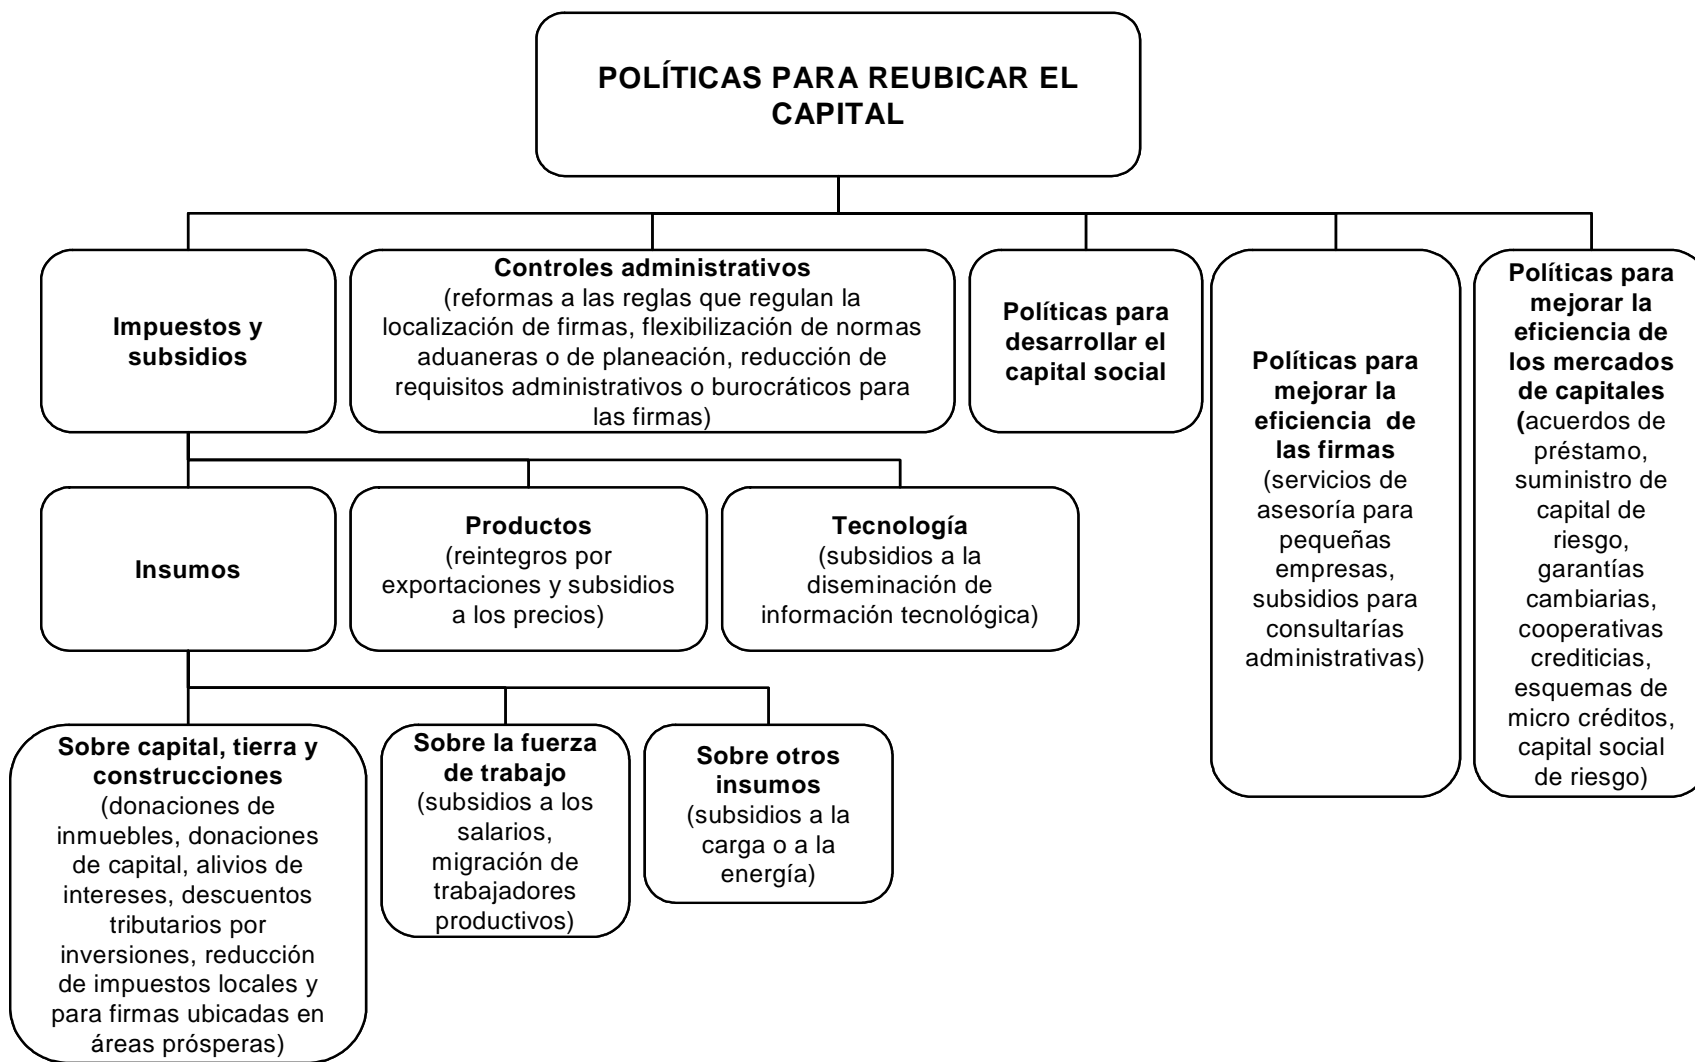 POLÍTICAS PARA REUBICAR EL
CAPITAL
Impuestos y
subsidios
Controles administrativos
(reformas a las reglas que regulan la
localización de firmas, flexibilización de normas
aduaneras o de planeación, reducción de
requisitos administrativos o burocráticos para
las firmas)
Políticas para
desarrollar el
capital social
Políticas para
mejorar la
eficiencia de
las firmas
(servicios de
asesoría para
pequeñas
empresas,
subsidios para
consultarías
administrativas)
Políticas para
mejorar la
eficiencia de
los mercados
de capitales
(acuerdos de
préstamo,
suministro de
capital de
riesgo,
garantías
cambiarias,
cooperativas
crediticias,
esquemas de
micro créditos,
capital social
de riesgo)
Insumos
Productos
(reintegros por
exportaciones y subsidios
a los precios)
Tecnología
(subsidios a la
diseminación de
información tecnológica)
Sobre capital, tierra y
construcciones
(donaciones de
inmuebles, donaciones
de capital, alivios de
intereses, descuentos
tributarios por
inversiones, reducción
de impuestos locales y
para firmas ubicadas en
áreas prósperas)
Sobre la fuerza
de trabajo
(subsidios a los
salarios,
migración de
trabajadores
productivos)
Sobre otros
insumos
(subsidios a la
carga o a la
energía)